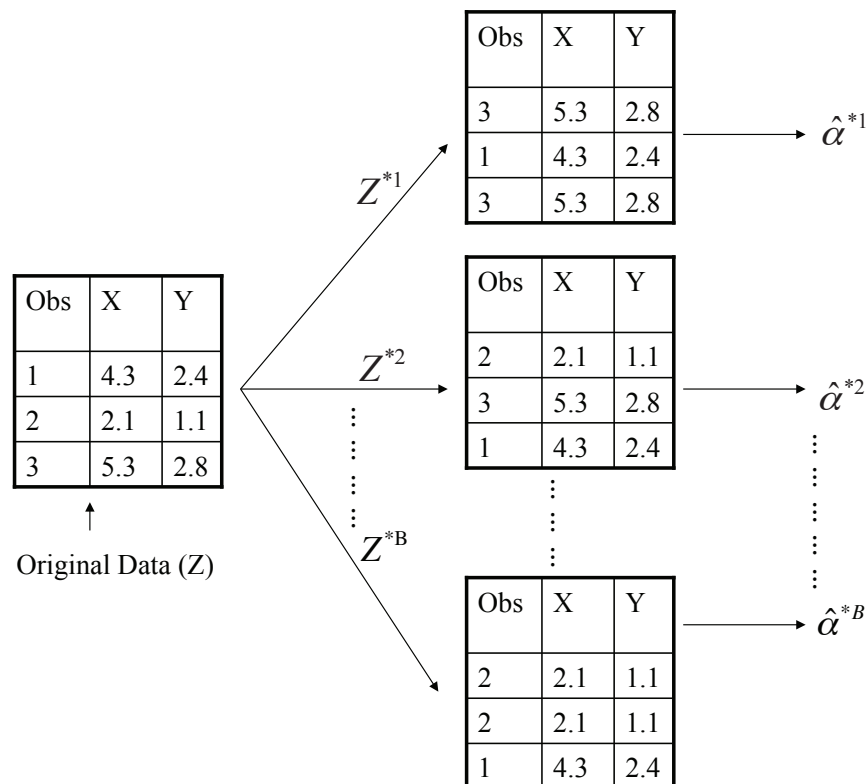 Obs X Y
3 5.3 2.8
1 4.3 2.4
3 5.3 2.8
α̂*1
Z*1
Obs X Y
1 4.3 2.4
2 2.1 1.1
3 5.3 2.8
Original Data (Z)
Z*2
Obs X Y
2 2.1 1.1
3 5.3 2.8
1 4.3 2.4
α̂*2
Z*B
Obs X Y
2 2.1 1.1
2 2.1 1.1
1 4.3 2.4
α̂*B